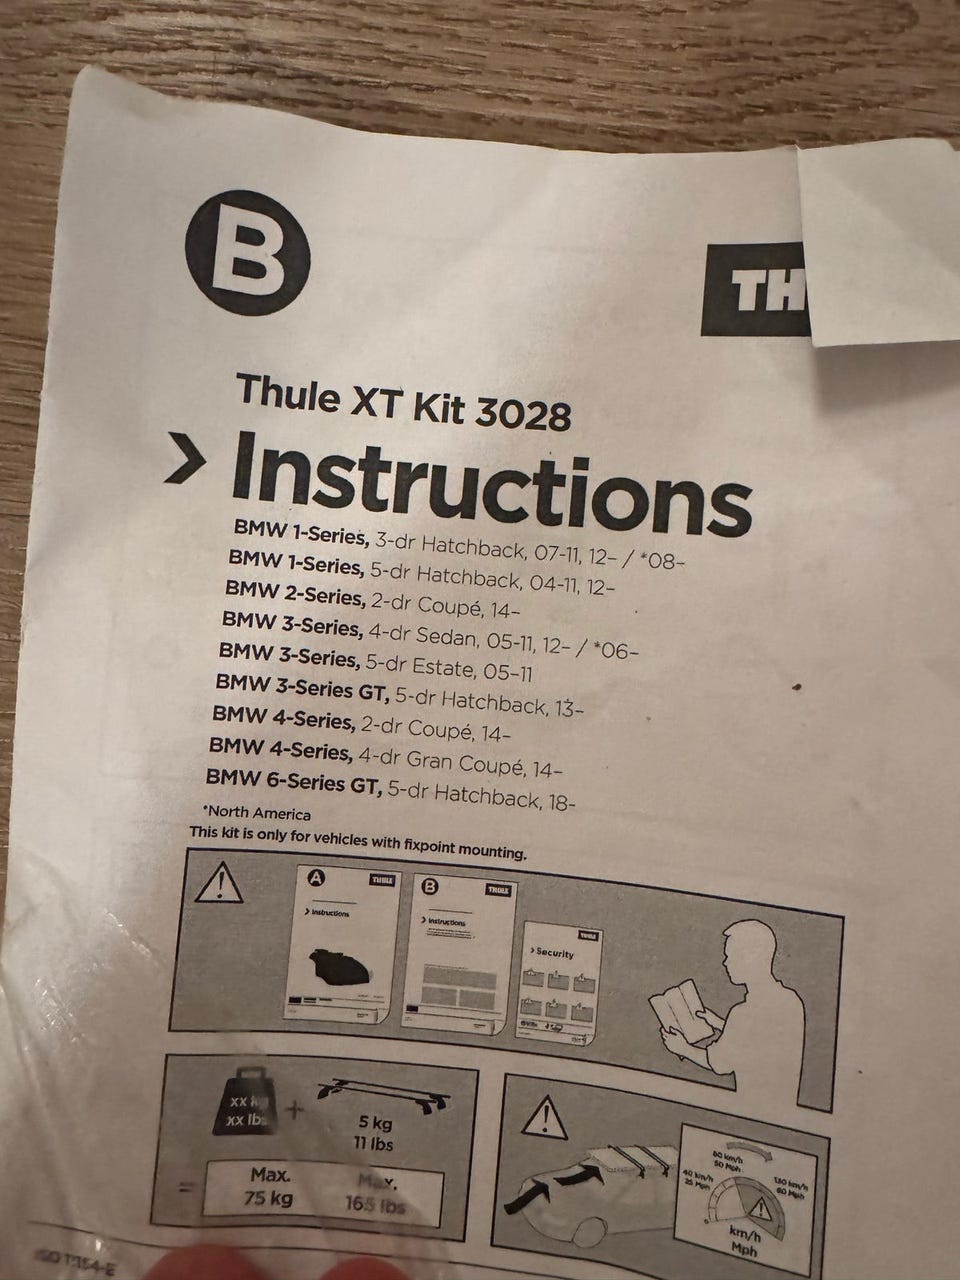 B
TH
Thule XT Kit 3028
Instructions
BMW 1-Series, 3-dr Hatchback, 07-11, 12- / *08-
BMW 1-Series, 5-dr Hatchback, 04-11, 12-
BMW 2-Series, 2-dr Coupé, 14-
BMW 3-Series, 4-dr Sedan, 05-11, 12- / *06-
BMW 3-Series, 5-dr Estate, 05-11
BMW 3-Series GT, 5-dr Hatchback, 13-
BMW 4-Series, 2-dr Coupé, 14-
BMW 4-Series, 4-dr Gran Coupé, 14-
BMW 6-Series GT, 5-dr Hatchback, 18-
*North America
This kit is only for vehicles with fixpoint mounting.
A THULE
Instructions
B THULE
Instructions
THULE
Security
xx kg
xx lbs
+
5 kg
11 lbs
=
Max.
75 kg
Max.
165 lbs
80 km/h
50 Mph
40 km/h
25 Mph
130 km/h
80 Mph
0
km/h
Mph